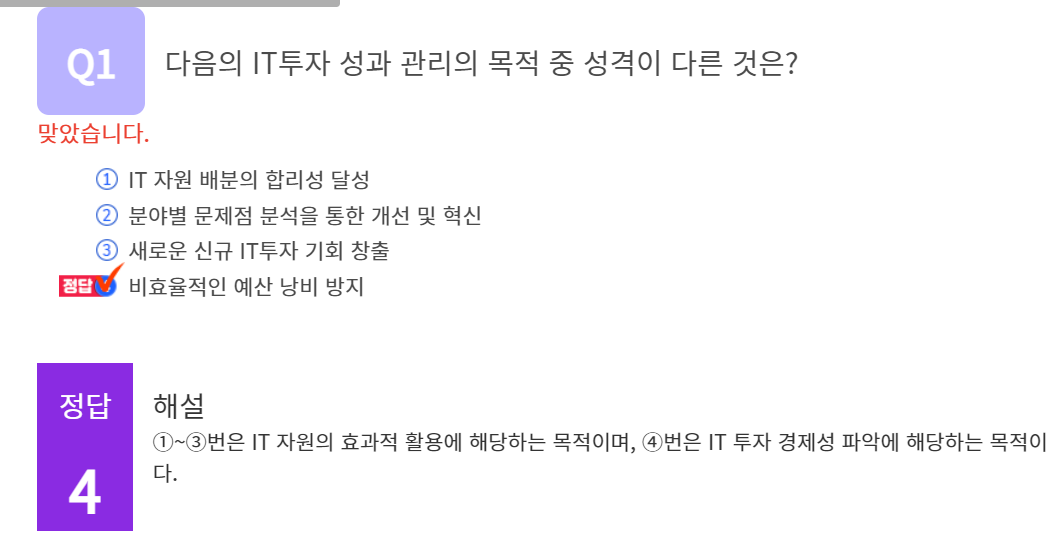 Q1
다음의 IT투자 성과 관리의 목적 중 성격이 다른 것은?
맞았습니다.
① IT 자원 배분의 합리성 달성
② 분야별 문제점 분석을 통한 개선 및 혁신
③ 새로운 신규 IT투자 기회 창출
정답 비효율적인 예산 낭비 방지
정답
4
해설
①~③번은 IT 자원의 효과적 활용에 해당하는 목적이며, ④번은 IT 투자 경제성 파악에 해당하는 목적이
다.